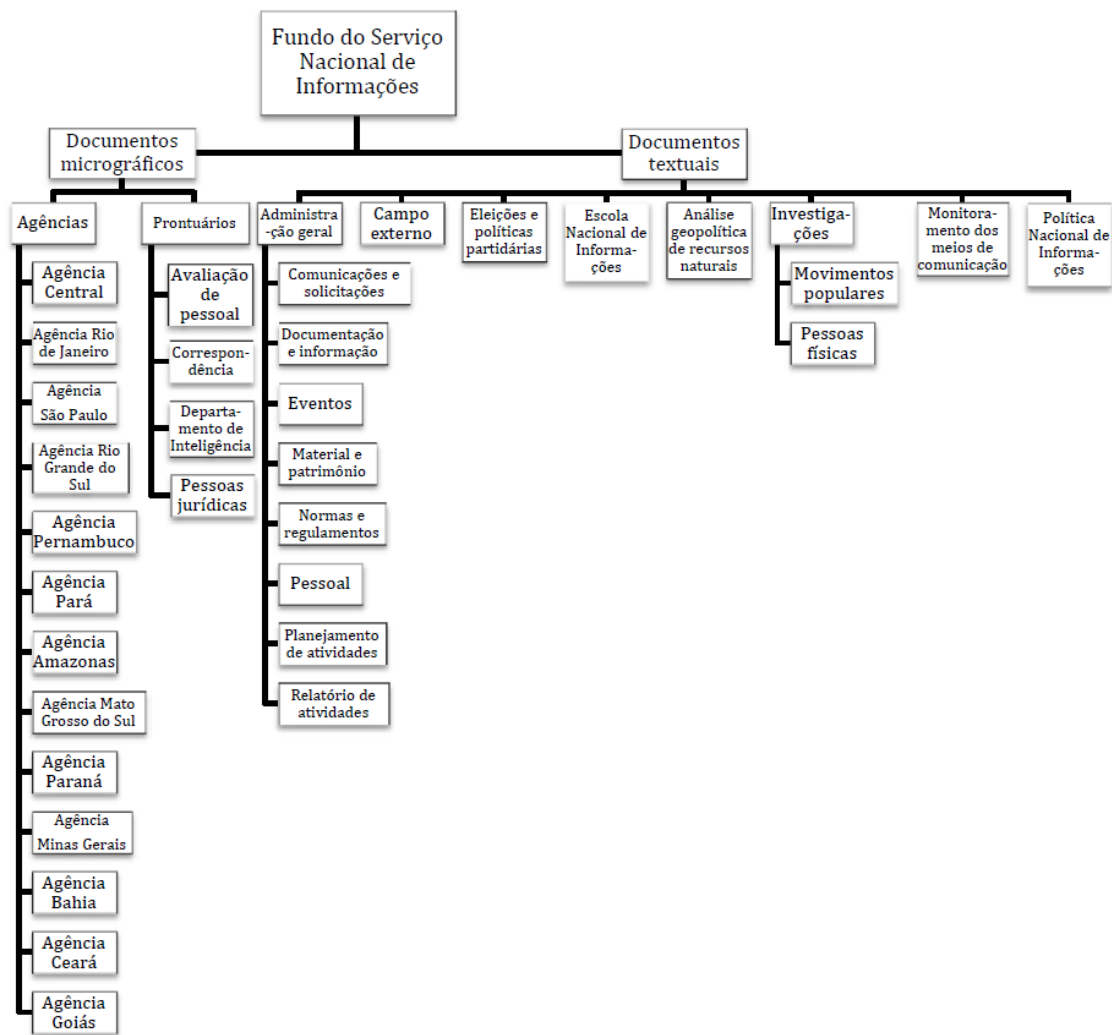 Fundo do Serviço
Nacional de
Informações
Documentos
micrográficos
Documentos
textuais
Agências
Prontuários
Administra
-ção geral
Campo
externo
Eleições e
políticas
partidárias
Escola
Nacional de
Informa-
ções
Análise
geopolítica
de recursos
naturais
Investiga-
ções
Monitora-
mento dos
meios de
comunicação
Política
Nacional de
Informa-
ções
Agência
Central
Agência Rio
de Janeiro
Agência
São Paulo
Agência Rio
Grande do
Sul
Agência
Pernambuco
Agência
Pará
Agência
Amazonas
Agência Mato
Grosso do Sul
Agência
Paraná
Agência
Minas Gerais
Agência
Bahia
Agência
Ceará
Agência
Goiás
Avaliação
de
pessoal
Correspon-
dência
Departa-
mento de
Inteligência
Pessoas
jurídicas
Comunicações e
solicitações
Documentação
e informação
Eventos
Material e
patrimônio
Normas e
regulamentos
Pessoal
Planejamento
de atividades
Relatório de
atividades
Movimentos
populares
Pessoas
físicas